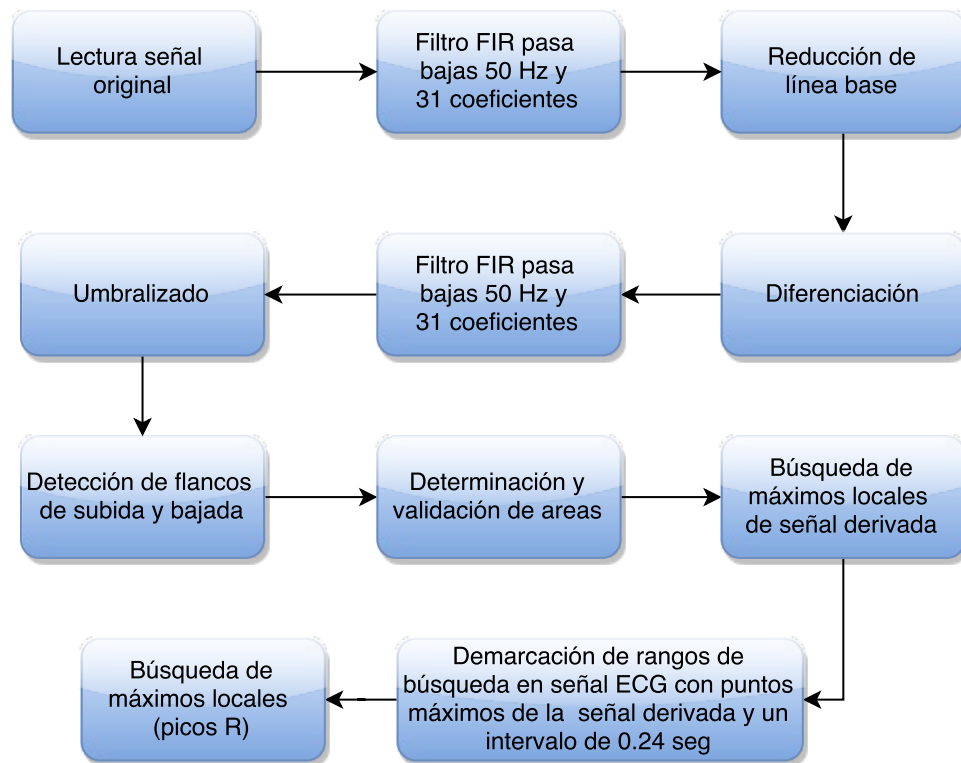 Lectura señal
original
Filtro FIR pasa
bajas 50 Hz y
31 coeficientes
Reducción de
línea base
Diferenciación
Filtro FIR pasa
bajas 50 Hz y
31 coeficientes
Umbralizado
Detección de flancos
de subida y bajada
Determinación y
validación de areas
Búsqueda de
máximos locales
de señal derivada
Demarcación de rangos de
búsqueda en señal ECG con puntos
máximos de la señal derivada y un
intervalo de 0.24 seg
Búsqueda de
máximos locales
(picos R)